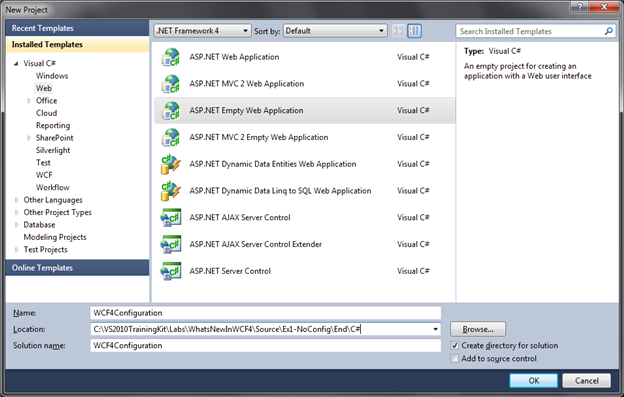 New Project
Recent Templates
Installed Templates
Visual C#
Windows
Web
Office
Cloud
Reporting
SharePoint
Silverlight
Test
WCF
Workflow
Other Languages
Other Project Types
Database
Modeling Projects
Test Projects
Online Templates
.NET Framework 4 Sort by: Default
ASP.NET Web Application Visual C#
ASP.NET MVC 2 Web Application Visual C#
ASP.NET Empty Web Application Visual C#
ASP.NET MVC 2 Empty Web Application Visual C#
ASP.NET Dynamic Data Entities Web Application Visual C#
ASP.NET Dynamic Data Linq to SQL Web Application Visual C#
ASP.NET AJAX Server Control Visual C#
ASP.NET AJAX Server Control Extender Visual C#
ASP.NET Server Control Visual C#
Search Installed Templates
Type: Visual C#
An empty project for creating an
application with a Web user interface
Name: WCF4Configuration
Location: C:\VS2010TrainingKit\Labs\WhatsNewInWCF4\Source\Ex1-NoConfig\End\C# Browse...
Solution name: WCF4Configuration
Create directory for solution
Add to source control
OK Cancel